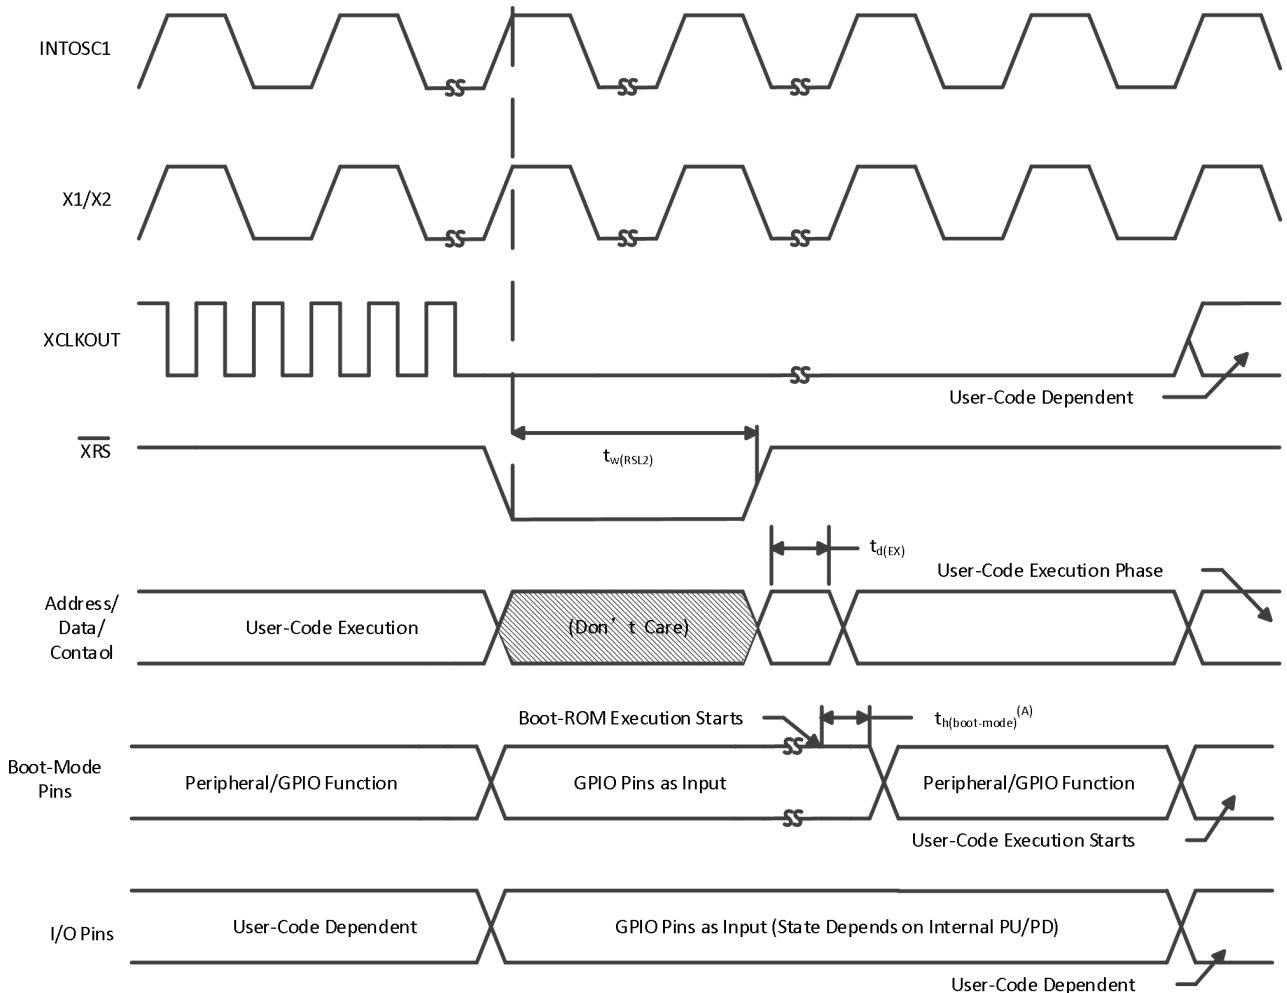 INTOSC1
X1/X2
XCLKOUT
User-Code Dependent
XRS
tw(RSL2)
td(EX)
User-Code Execution Phase
Address/
Data/
Contaol
User-Code Execution
(Don't Care)
Boot-ROM Execution Starts
th(boot-mode)(A)
Boot-Mode
Pins
Peripheral/GPIO Function
GPIO Pins as Input
Peripheral/GPIO Function
User-Code Execution Starts
I/O Pins
User-Code Dependent
GPIO Pins as Input (State Depends on Internal PU/PD)
User-Code Dependent